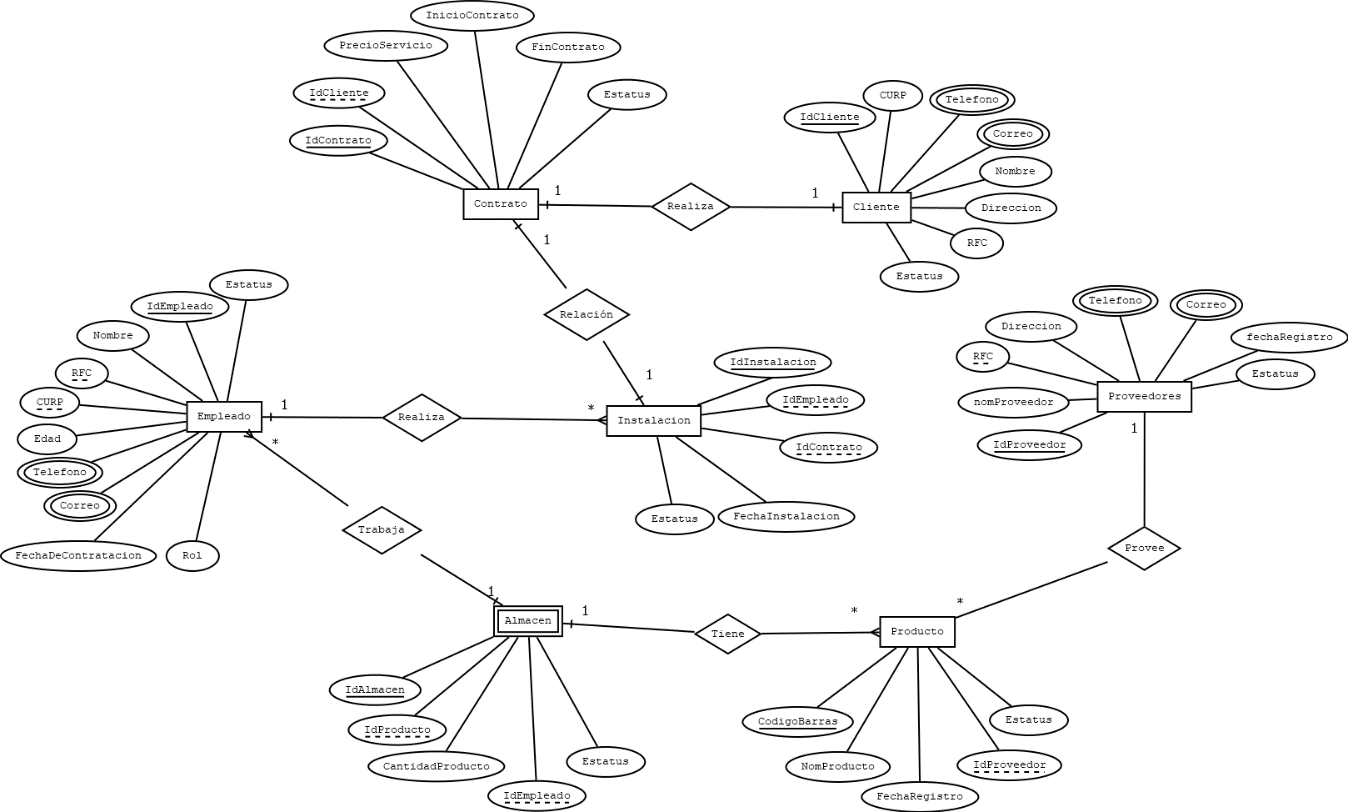 InicioContrato
PrecioServicio
FinContrato
IdCliente
Estatus
IdContrato
Contrato
1
Realiza
1
Cliente
IdCliente
CURP
Telefono
Correo
Nombre
Direccion
RFC
Estatus
1
Relación
1
Estatus
IdEmpleado
Nombre
RFC
CURP
Edad
Telefono
Correo
FechaDeContratacion
Rol
Empleado
1
Realiza
*
Instalacion
IdInstalacion
IdEmpleado
IdContrato
FechaInstalacion
Estatus
*
Trabaja
1
Telefono
Correo
Direccion
fechaRegistro
RFC
Estatus
nomProveedor
IdProveedor
Proveedores
1
Provee
*
Almacen
1
Tiene
*
Producto
IdAlmacen
IdProducto
CantidadProducto
IdEmpleado
Estatus
CodigoBarras
NomProducto
FechaRegistro
IdProveedor
Estatus